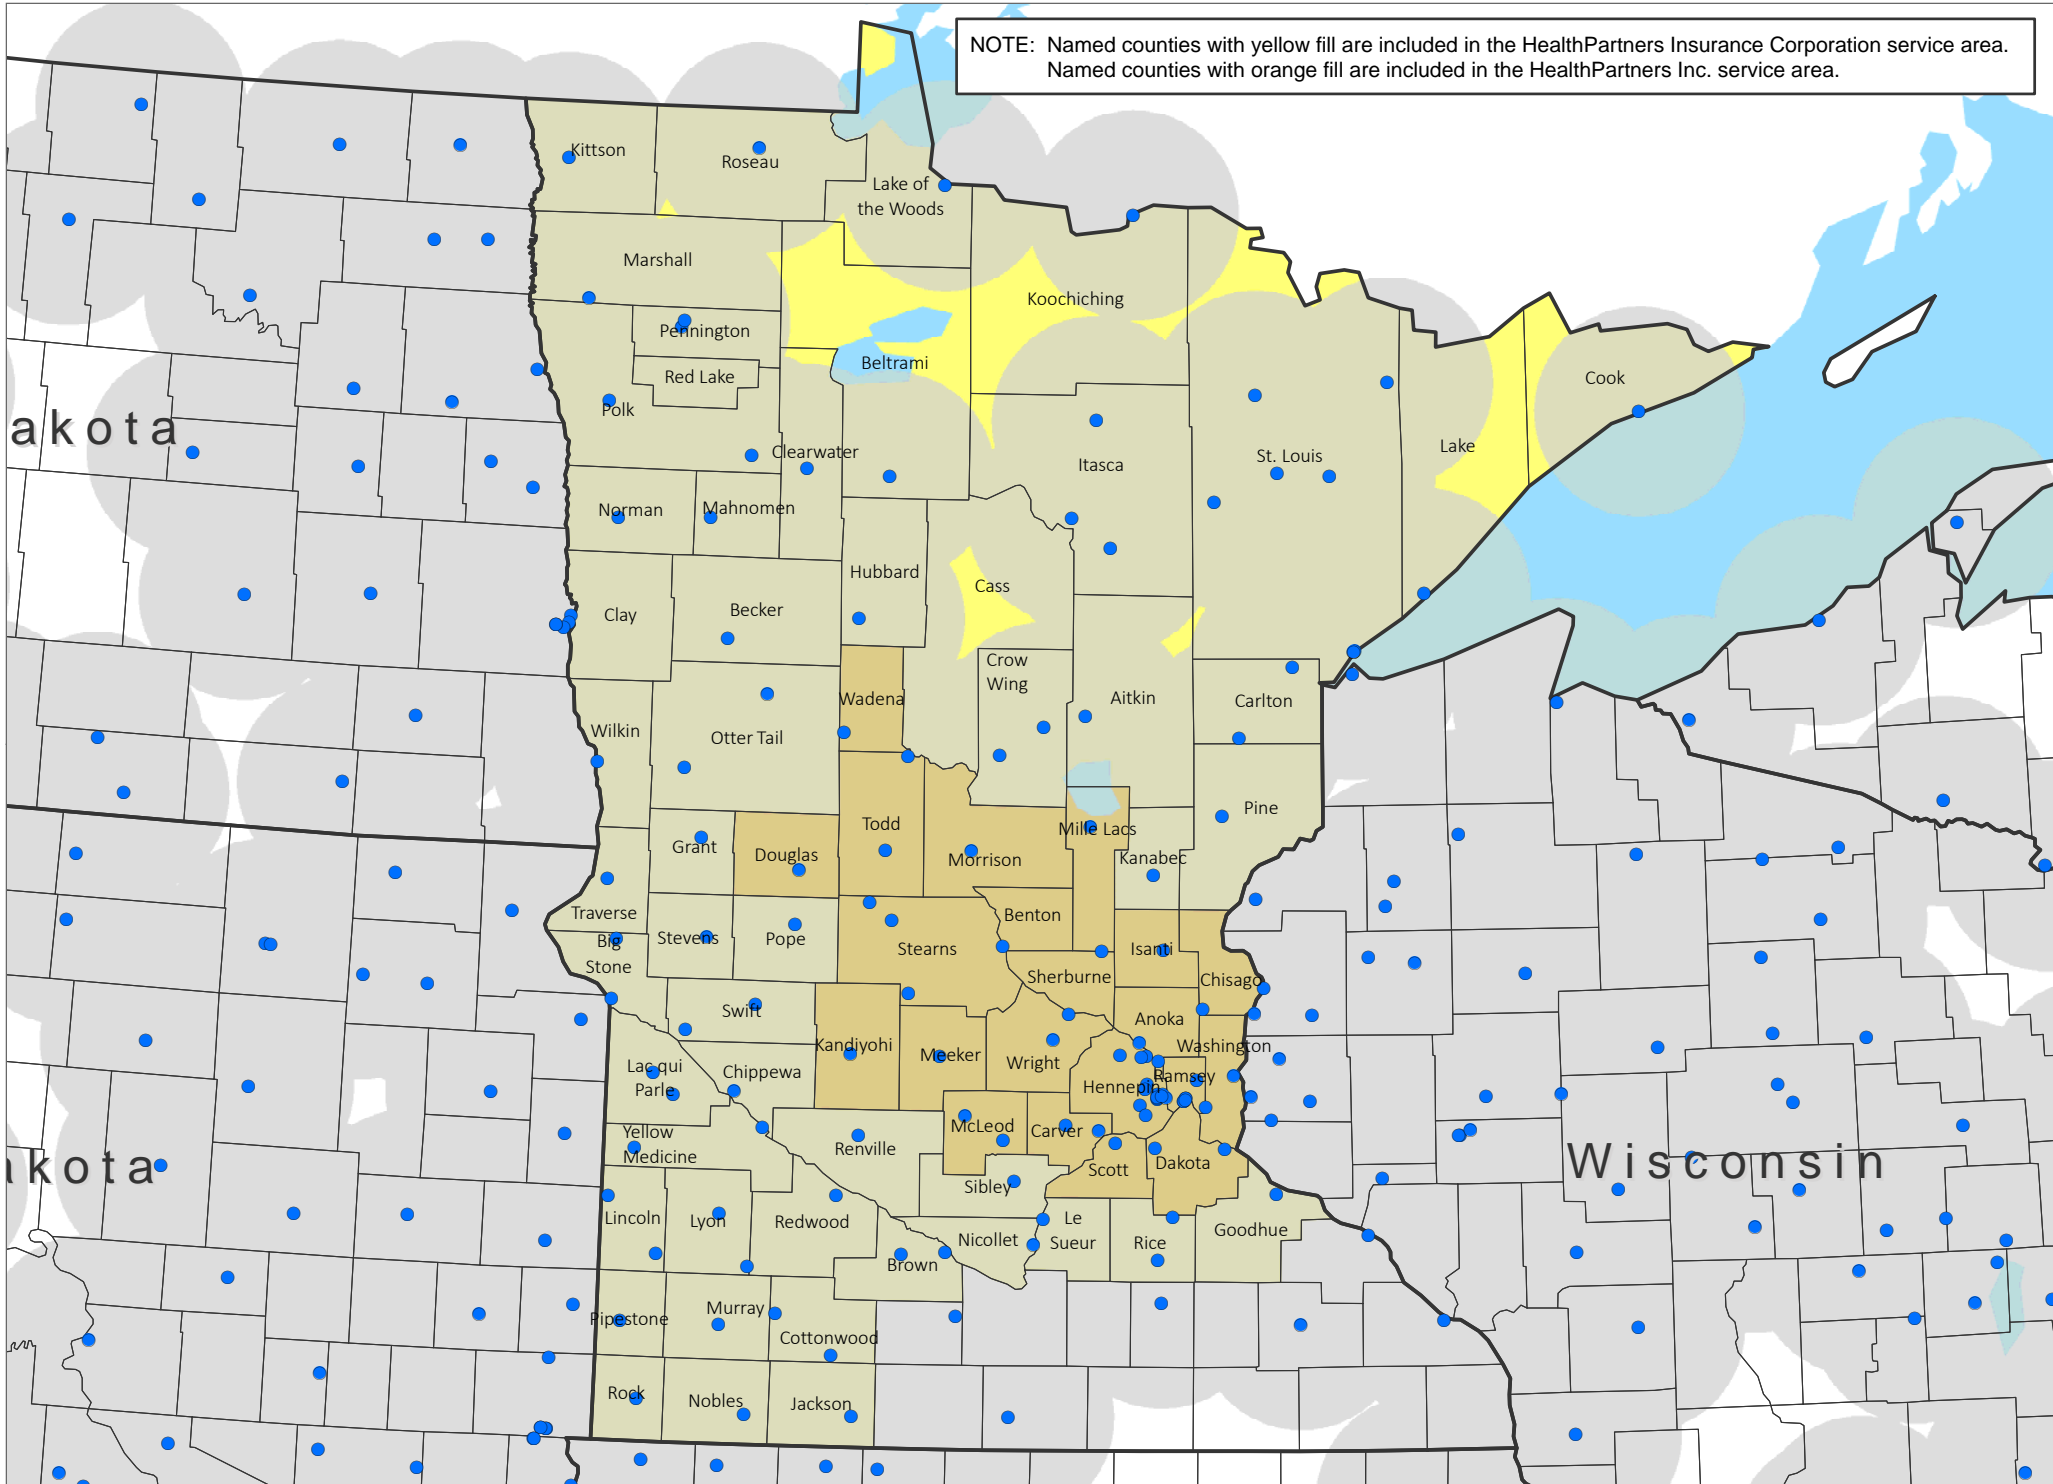 NOTE: Named counties with yellow fill are included in the HealthPartners Insurance Corporation service area.
Named counties with orange fill are included in the HealthPartners Inc. service area.
Kittson
Roseau
Lake of
the Woods
Marshall
Koochiching
Pennington
Beltrami
Red Lake
Cook
Polk
akota
Clearwater
Lake
St. Louis
Itasca
Norman
Mahnomen
Hubbard
Cass
Clay
Becker
Crow
Wing
Wadena
Aitkin
Carlton
Wilkin
Otter Tail
Pine
Todd
Mille Lacs
Grant
Douglas
Morrison
Kanabec
Traverse
Benton
Big
Stone
Stevens
Pope
Stearns
Isanti
Sherburne
Chisago
Swift
Anoka
Kandiyohi
Meeker
Wright
Washington
Lac qui
Parle
Chippewa
Hennepin
Ramsey
McLeod
Carver
Yellow
Medicine
Renville
Scott
Dakota
akota
Wisconsin
Sibley
Lincoln
Lyon
Redwood
Le
Sueur
Nicollet
Rice
Goodhue
Brown
Pipestone
Murray
Cottonwood
Rock
Nobles
Jackson